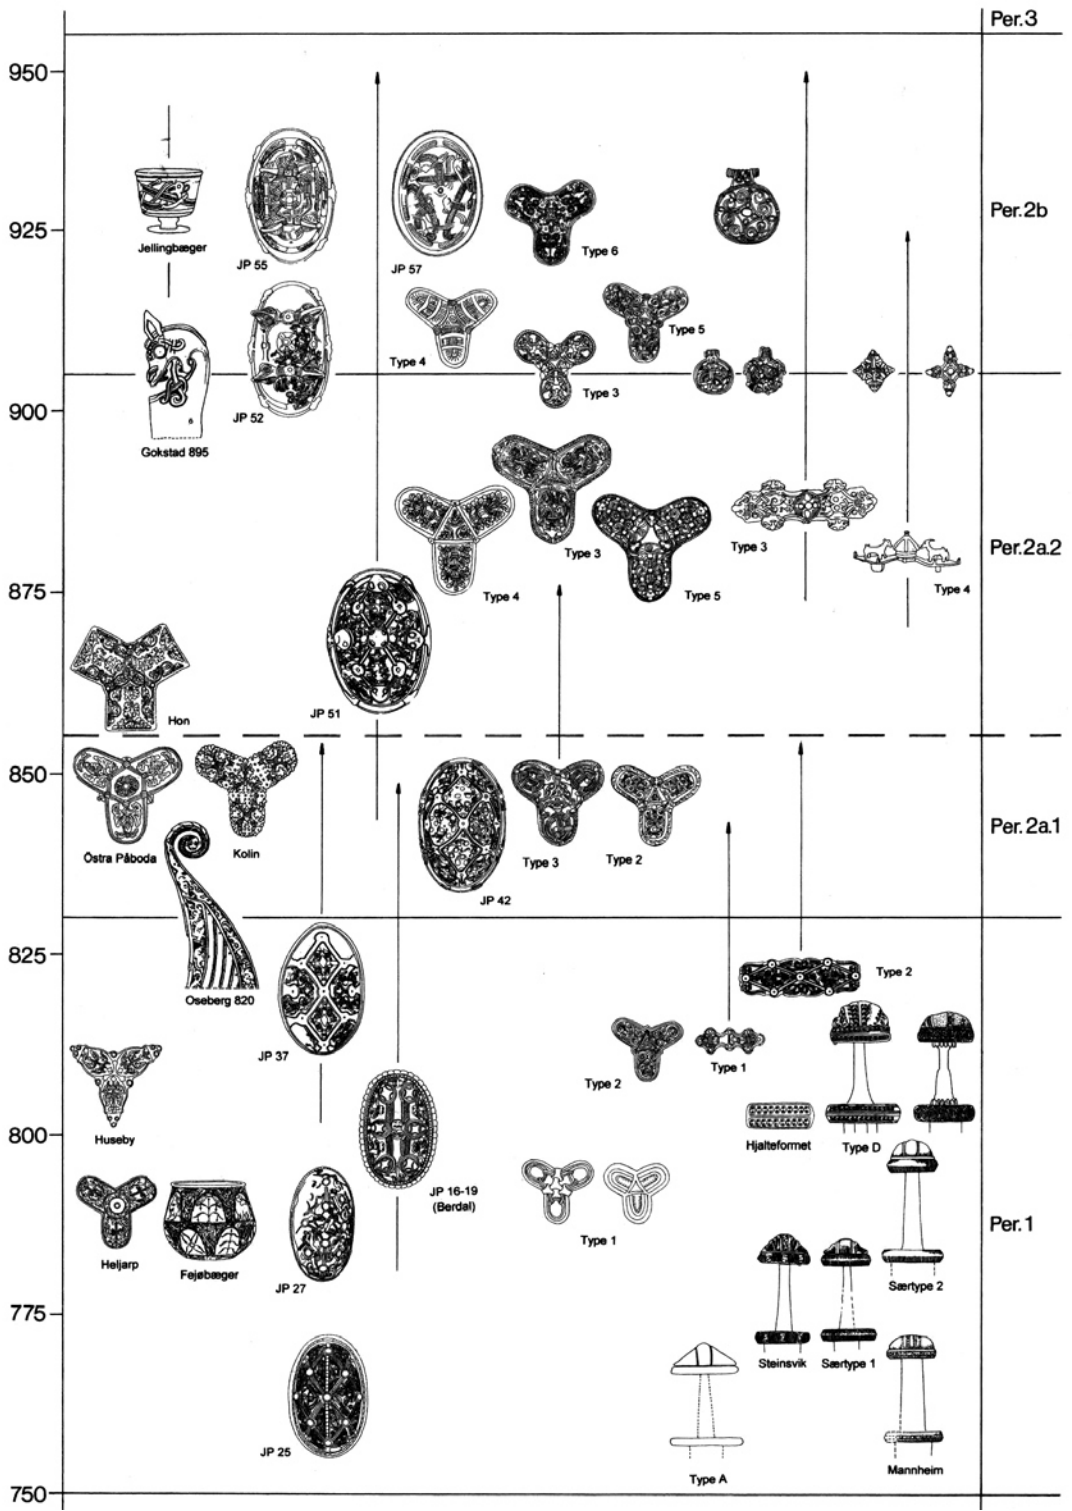 Per.3
950
Jellingbæger
JP 55
JP 57
Type 6
925
Per.2b
Type 4
Type 5
Type 3
JP 52
900
6
Gokstad 895
Type 3
Type 3
Per.2a.2
Type 4
Type 5
Type 4
875
JP 51
Hon
850
Östra Påboda
Kolin
Type 3
Type 2
JP 42
Per.2a.1
825
Oseberg 820
Type 2
JP 37
Type 2
Type 1
800
Huseby
Hjalteformet
Type D
JP 16-19
(Berdal)
Per.1
Type 1
Heljarp
Fejøbæger
JP 27
Særtype 2
775
Steinsvik
Særtype 1
JP 25
Type A
Mannheim
750